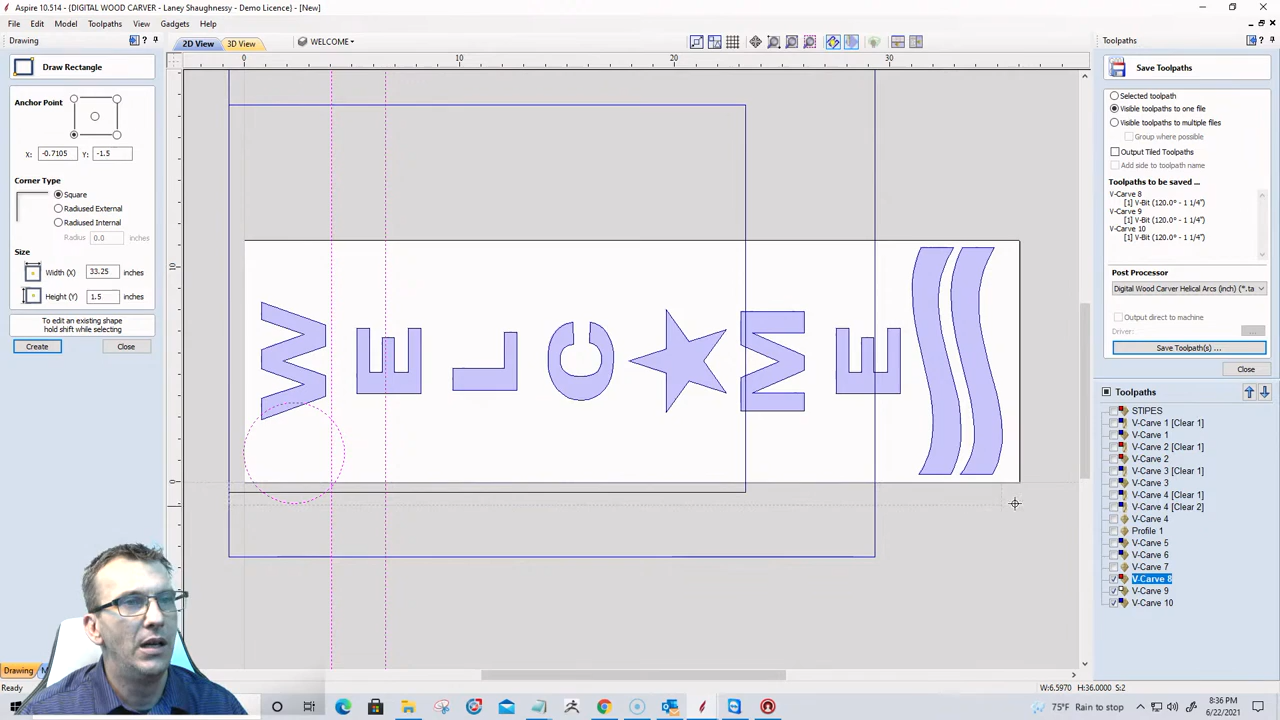 Aspire 10.514 - (DIGITAL WOOD CARVER - Laney Shaughnessy - Demo Licence) - [New]
File Edit Model Toolpaths View Gadgets Help
Drawing
2D View 3D View WELCOME
Toolpaths
0 10 20 30
10
0
Draw Rectangle
Anchor Point
X: -0.7105 Y: -1.5
Corner Type
Square
Radiused External
Radiused Internal
Radius 0.0 inches
Size
Width (X) 33.25 inches
Height (Y) 1.5 inches
To edit an existing shape
hold shift while selecting
Create Close
W E L C M E
Save Toolpaths
Selected toolpath
Visible toolpaths to one file
Visible toolpaths to multiple files
Group where possible
Output Tiled Toolpaths
Add side to toolpath name
Toolpaths to be saved ...
V-Carve 8
[1] V-Bit (120.0° - 1 1/4")
V-Carve 9
[1] V-Bit (120.0° - 1 1/4")
V-Carve 10
[1] V-Bit (120.0° - 1 1/4")
Post Processor
Digital Wood Carver Helical Arcs (inch) (*.ta
Output direct to machine
Driver: ...
Save Toolpath(s) ...
Close
Toolpaths
STIPES
V-Carve 1 [Clear 1]
V-Carve 1
V-Carve 2 [Clear 1]
V-Carve 2
V-Carve 3 [Clear 1]
V-Carve 3
V-Carve 4 [Clear 1]
V-Carve 4 [Clear 2]
V-Carve 4
Profile 1
V-Carve 5
V-Carve 6
V-Carve 7
V-Carve 8
V-Carve 9
V-Carve 10
Drawing
Ready
W:6.5970 H:36.0000 S:2
75°F Rain to stop
8:36 PM
6/22/2021